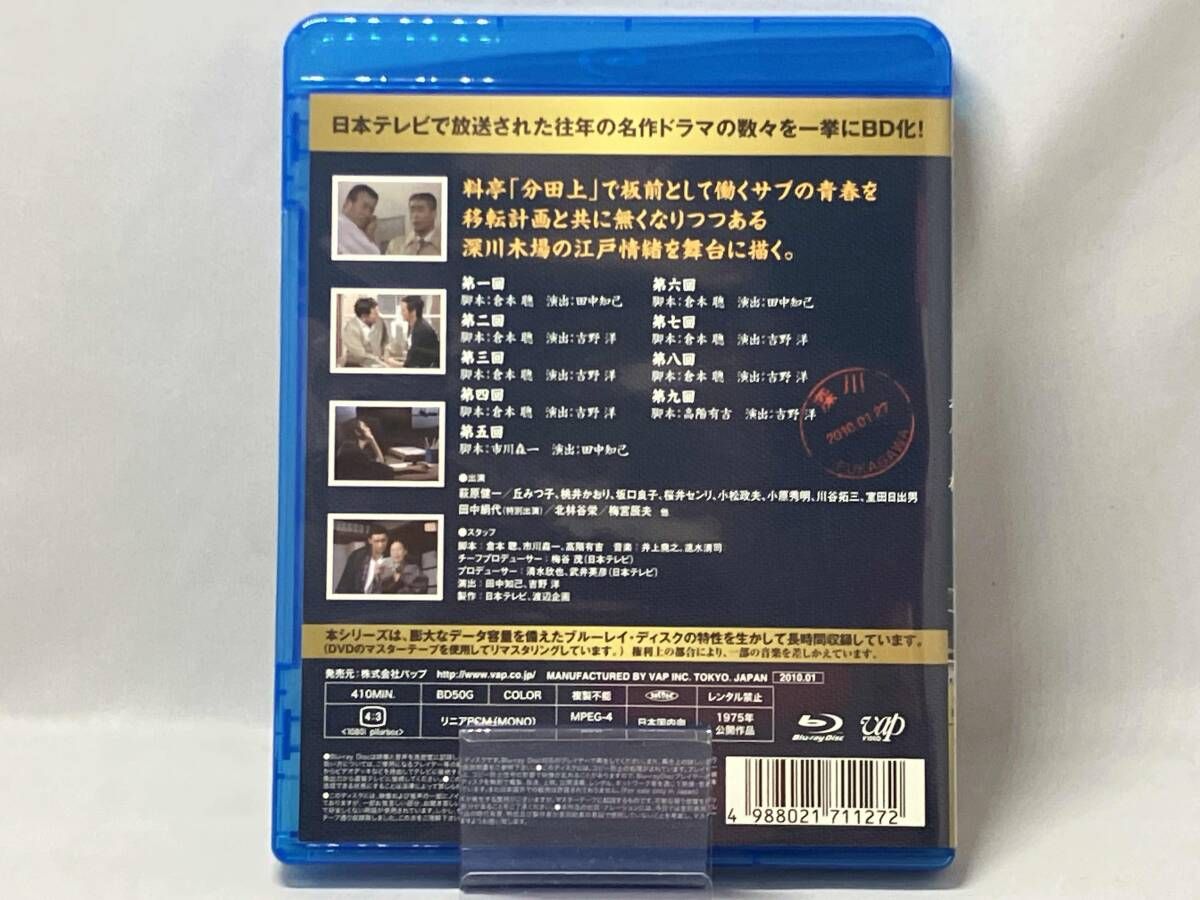 日本テレビで放送された往年の名作ドラマの数々を一挙にBD化!
料亭「分田上」で板前として働くサブの青春を
移転計画と共に無くなりつつある
深川木場の江戸情緒を舞台に描く。
第一回
脚本:倉本 聰 演出:田中知己
第二回
脚本:倉本 聰 演出:吉野 洋
第三回
脚本:倉本 聰 演出:吉野 洋
第四回
脚本:倉本 聰 演出:吉野 洋
第五回
脚本:市川森一 演出:田中知己
第六回
脚本:倉本 聰 演出:田中知己
第七回
脚本:倉本 聰 演出:吉野 洋
第八回
脚本:倉本 聰 演出:吉野 洋
第九回
脚本:高階有吉 演出:吉野 洋
深川
2010.01.27
FUKAGAWA
●出演
萩原健一/丘みつ子、桃井かおり、坂口良子、桜井センリ、小松政夫、小原秀明、川谷拓三、室田日出男
田中絹代(特別出演)/北林谷栄/梅宮辰夫 他
●スタッフ
脚本:倉本 聰、市川森一、高階有吉 音楽:井上堯之、速水清司
チーフプロデューサー:梅谷 茂(日本テレビ)
プロデューサー:清水欣也、武井英彦(日本テレビ)
演出:田中知己、吉野 洋
製作:日本テレビ、渡辺企画
本シリーズは、膨大なデータ容量を備えたブルーレイ・ディスクの特性を生かして長時間収録しています。
(DVDのマスターテープを使用してリマスタリングしています。) 権利上の都合により、一部の音楽を差しかえています。
発売元:株式会社バップ http://www.vap.co.jp/ MANUFACTURED BY VAP INC. TOKYO. JAPAN 2010.01
410MIN. BD50G COLOR 複製不能 レンタル禁止
4:3
<1080i pillarbox>
リニアPCM(MONO) MPEG-4 日本国内向 1975年
公開作品
Blu-ray Disc
vap
VIDEO
4 988021 711272